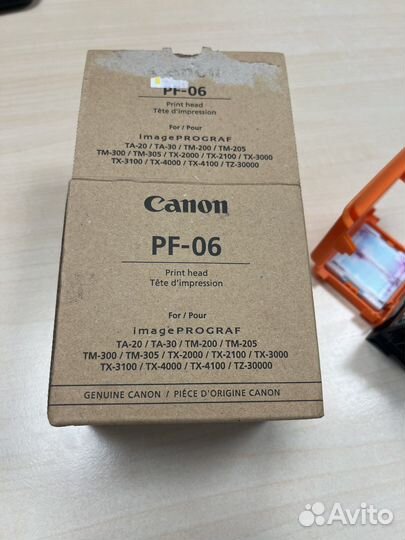 PF-06
Print head
Tête d'impression
For / Pour
imagePROGRAF
TA-20 / TA-30 / TM-200 / TM-205
TM-300 / TM-305 / TX-2000 / TX-2100 / TX-3000
TX-3100 / TX-4000 / TX-4100 / TZ-30000
Canon
PF-06
Print head
Tête d'impression
For / Pour
imagePROGRAF
TA-20 / TA-30 / TM-200 / TM-205
TM-300 / TM-305 / TX-2000 / TX-2100 / TX-3000
TX-3100 / TX-4000 / TX-4100 / TZ-30000
GENUINE CANON / PIÈCE D'ORIGINE CANON
Avito